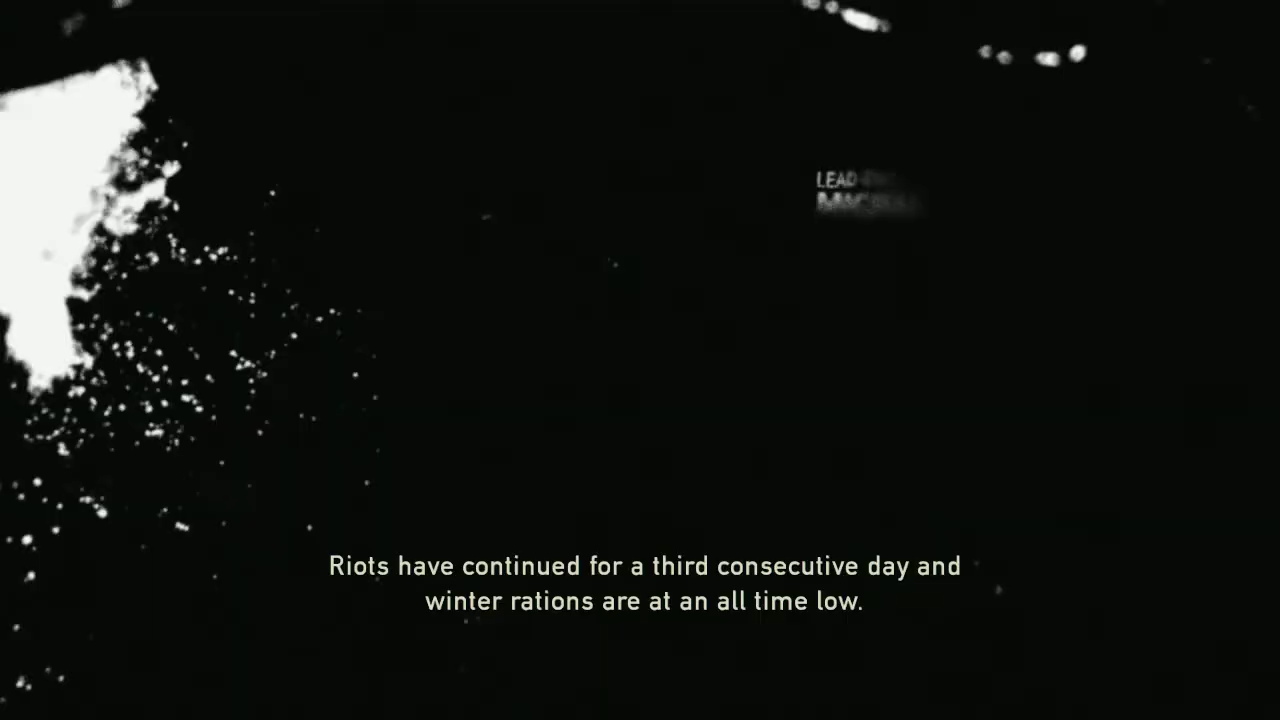 LEAD
Riots have continued for a third consecutive day and
winter rations are at an all time low.